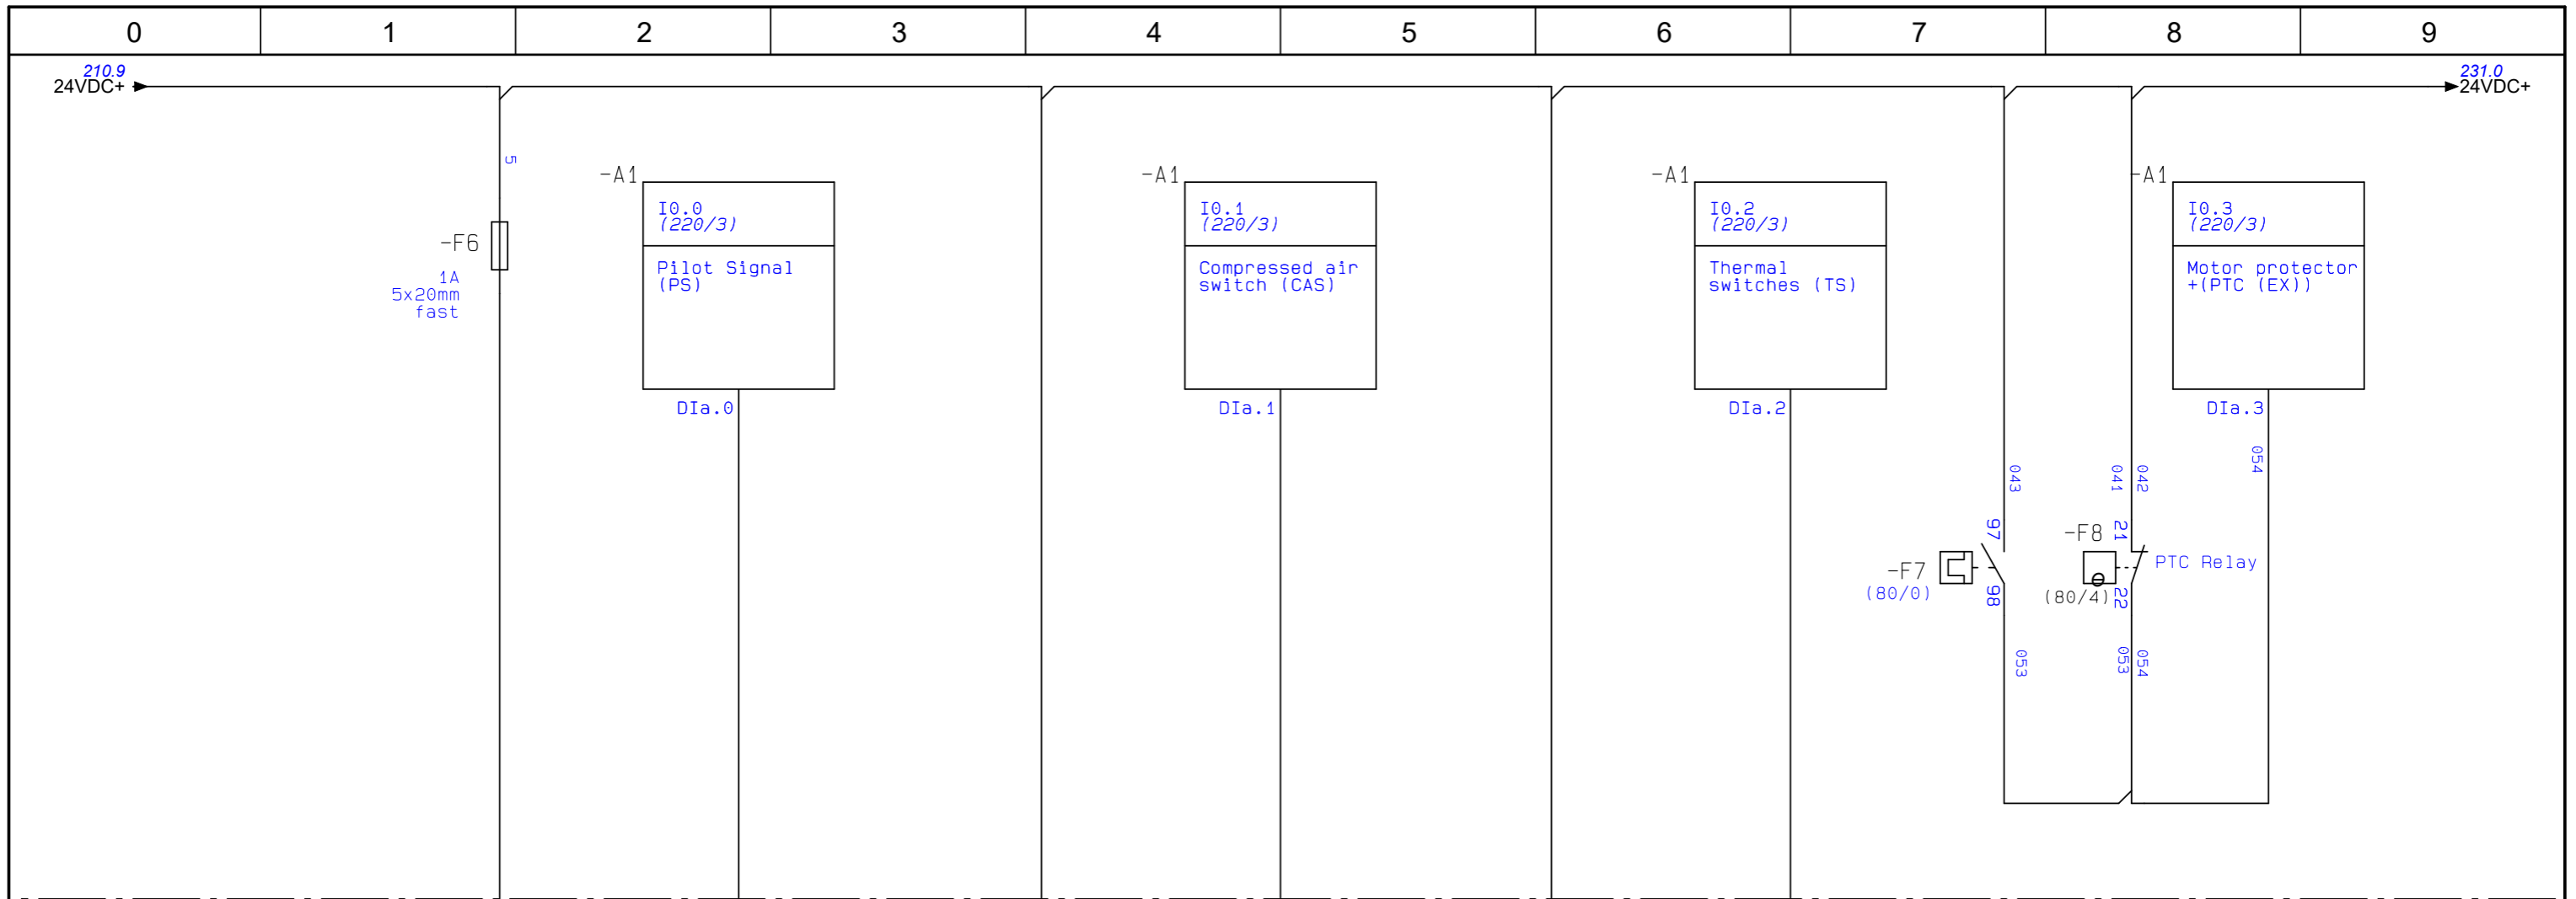 0 1 2 3 4 5 6 7 8 9
210.9
24VDC+
231.0
24VDC+
5
-F6
1A
5x20mm
fast
-A1
I0.0
(220/3)
Pilot Signal
(PS)
DIa.0
-A1
I0.1
(220/3)
Compressed air
switch (CAS)
DIa.1
-A1
I0.2
(220/3)
Thermal
switches (TS)
DIa.2
-A1
I0.3
(220/3)
Motor protector
+(PTC (EX))
DIa.3
054
043
041
042
97
-F7
(80/0)
98
053
-F8
21
PTC Relay
(80/4)
22
053
054